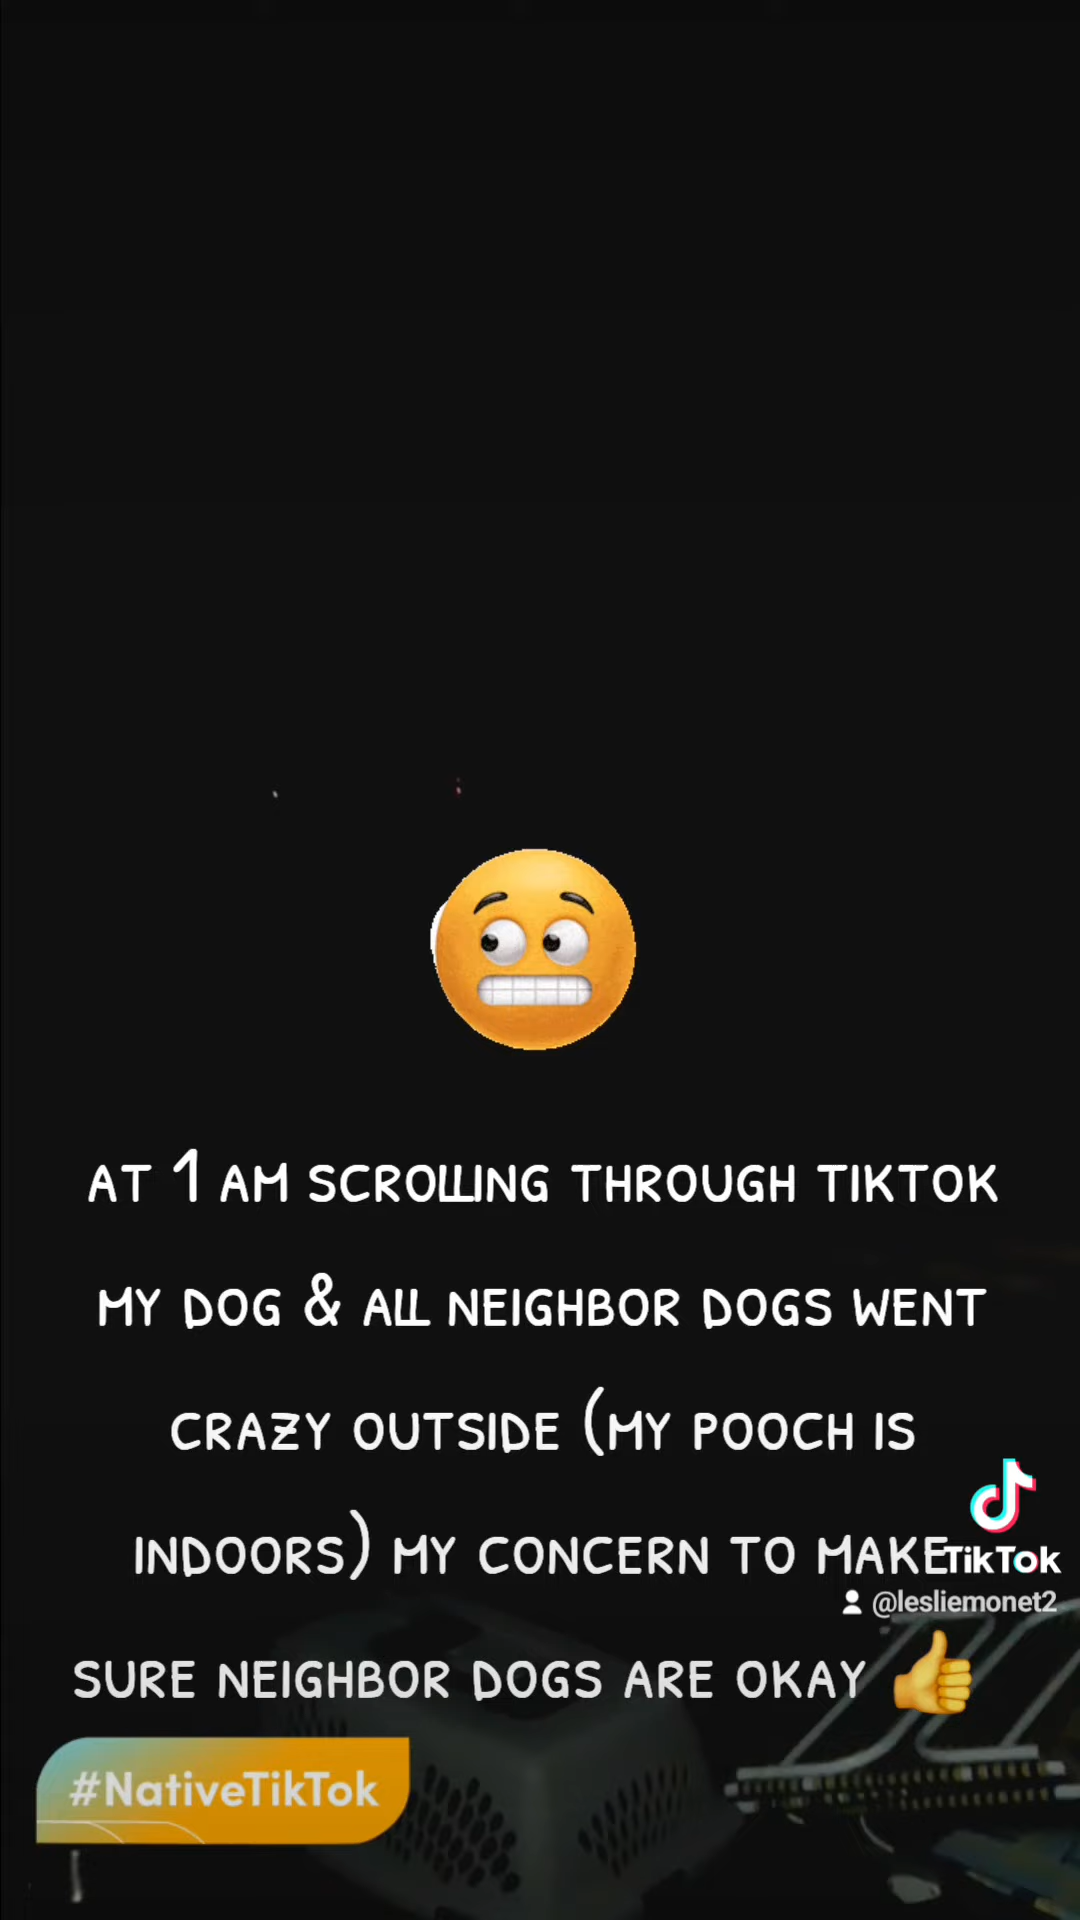 AT 1 AM SCROLLING THROUGH TIKTOK
MY DOG & ALL NEIGHBOR DOGS WENT
CRAZY OUTSIDE (MY POOCH IS
INDOORS) MY CONCERN TO MAKE
TikTok
@lesliemonet2
SURE NEIGHBOR DOGS ARE OKAY 👍
#NativeTikTok